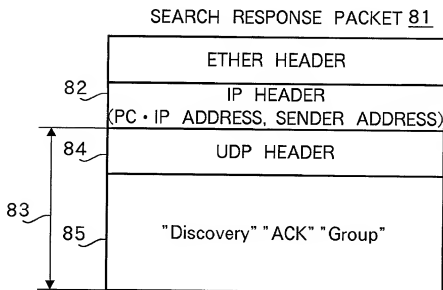 SEARCH RESPONSE PACKET 81
ETHER HEADER
82
IP HEADER
(PC・IP ADDRESS, SENDER ADDRESS)
84
UDP HEADER
83
85
"Discovery" "ACK" "Group"